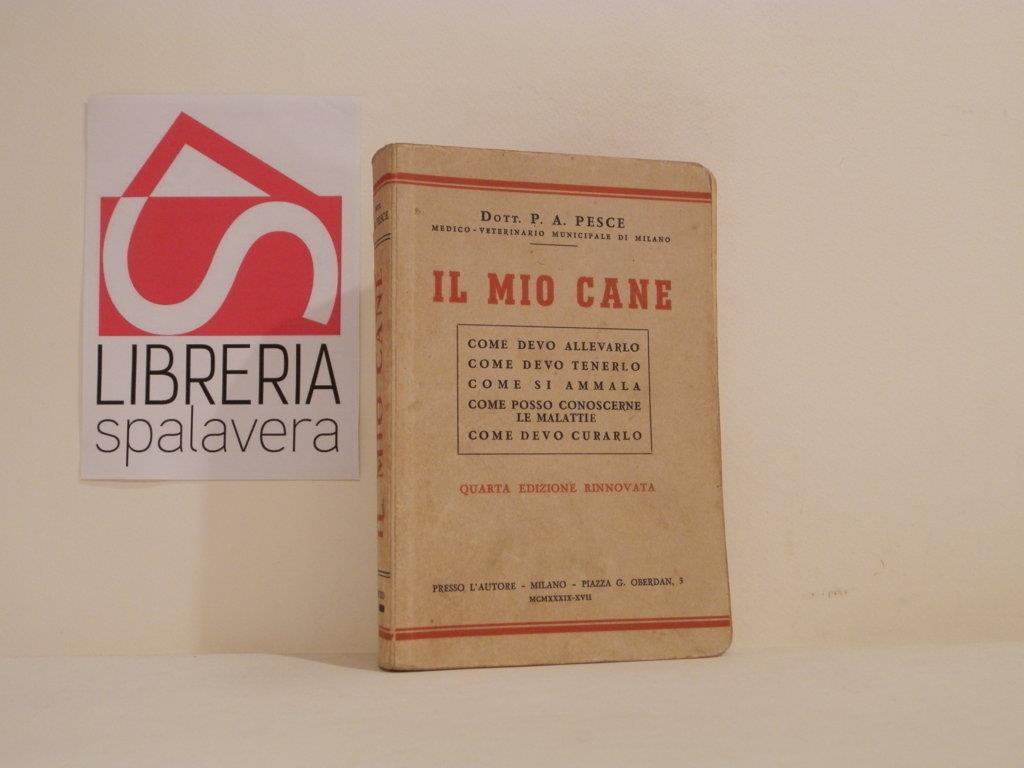 LIBRERIA
spalavera
PESCE
IL MIO CANE
DOTT. P. A. PESCE
MEDICO-VETERINARIO MUNICIPALE DI MILANO
IL MIO CANE
COME DEVO ALLEVARLO
COME DEVO TENERLO
COME SI AMMALA
COME POSSO CONOSCERNE
LE MALATTIE
COME DEVO CURARLO
QUARTA EDIZIONE RINNOVATA
PRESSO L'AUTORE - MILANO - PIAZZA G. OBERDAN, 3
MCMXXXIX-XVII